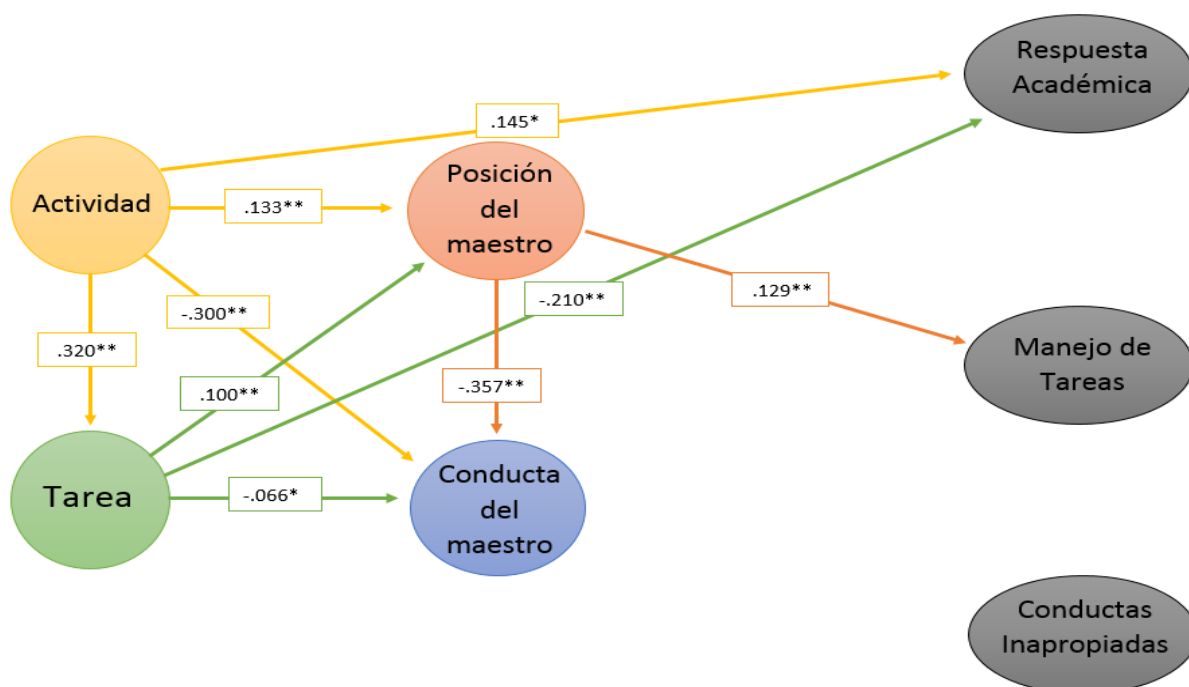 Respuesta
Académica
.145*
Actividad
.133**
Posición
del
maestro
-.300**
-.210**
.129**
.320**
.100**
-.357**
Manejo de
Tareas
Tarea
-.066*
Conducta
del
maestro
Conductas
Inapropiadas